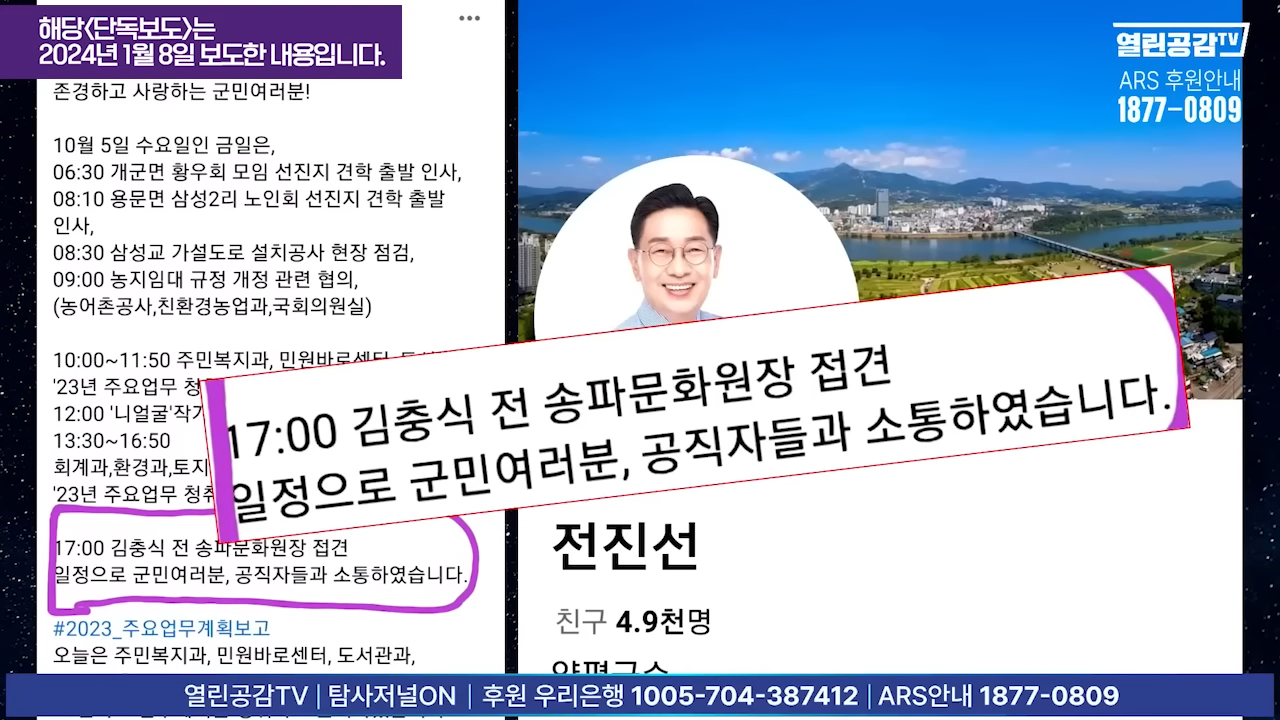 해당<단독보도>는
2024년 1월 8일 보도한 내용입니다.
열린공감TV
ARS 후원안내
1877-0809
존경하고 사랑하는 군민여러분!
10월 5일 수요일인 금일은,
06:30 개군면 황우회 모임 선진지 견학 출발 인사,
08:10 용문면 삼성2리 노인회 선진지 견학 출발
인사,
08:30 삼성교 가설도로 설치공사 현장 점검,
09:00 농지임대 규정 개정 관련 협의,
(농어촌공사,친환경농업과,국회의원실)
10:00~11:50 주민복지과, 민원바로센터,
'23년 주요업무
12:00 '니얼굴'작가
13:30~16:50
회계과,환경과,토지
'23년 주요업무 청취
17:00 김충식 전 송파문화원장 접견
일정으로 군민여러분, 공직자들과 소통하였습니다.
17:00 김충식 전 송파문화원장 접견
일정으로 군민여러분, 공직자들과 소통하였습니다.
#2023_주요업무계획보고
오늘은 주민복지과, 민원바로센터, 도서관과,
전진선
친구 4.9천명
양평군수
열린공감TV | 탐사저널ON | 후원 우리은행 1005-704-387412 | ARS안내 1877-0809